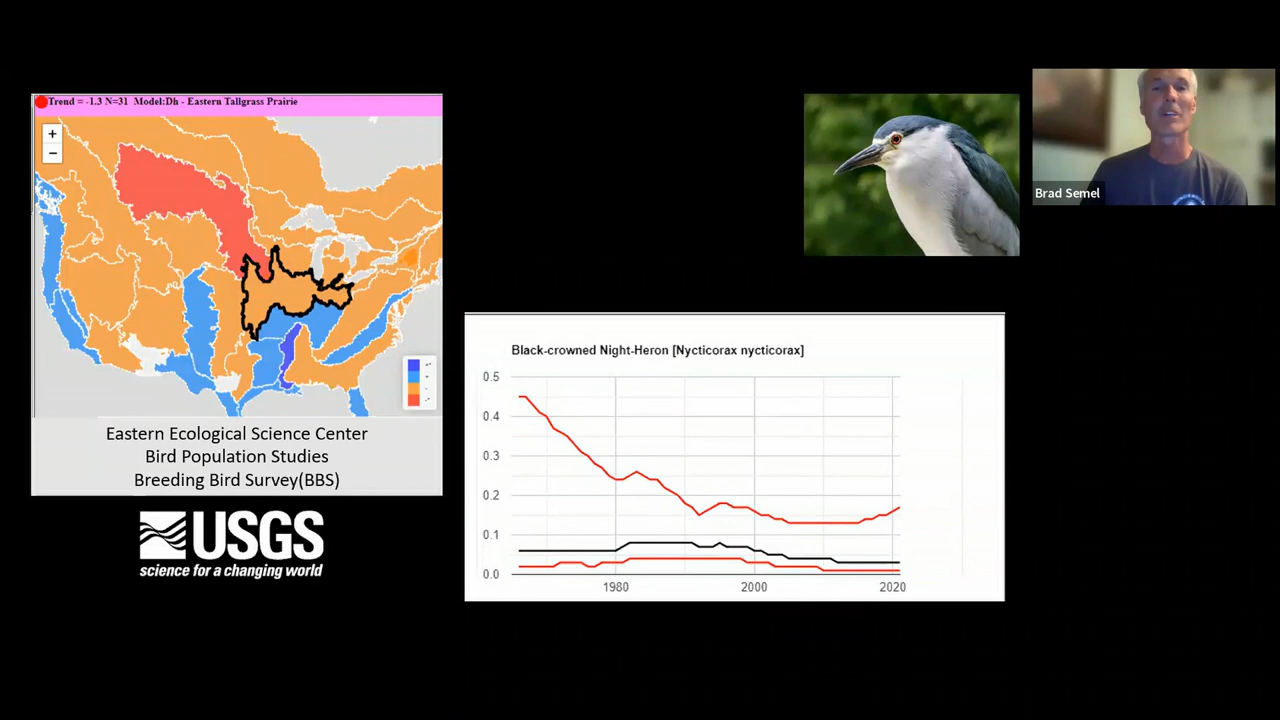 Trend = -1.3 N=31 Model:Dh - Eastern Tallgrass Prairie
+
−
Eastern Ecological Science Center
Bird Population Studies
Breeding Bird Survey(BBS)
USGS
science for a changing world
Brad Semel
Black-crowned Night-Heron [Nycticorax nycticorax]
0.5
0.4
0.3
0.2
0.1
0.0
1980
2000
2020